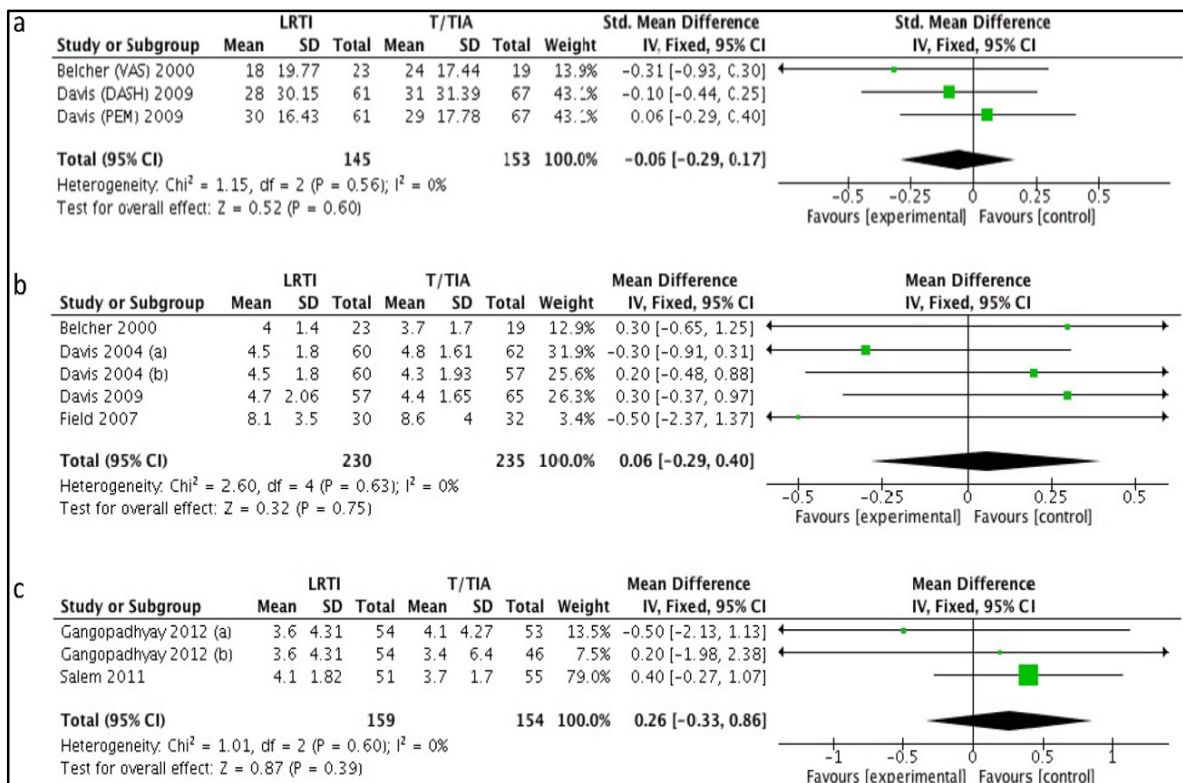 a
LRTI T/TIA Std. Mean Difference Std. Mean Difference
Study or Subgroup Mean SD Total Mean SD Total Weight IV, Fixed, 95% CI IV, Fixed, 95% CI
Belcher (VAS) 2000 18 19.77 23 24 17.44 19 13.9% -0.31 [-0.93, 0.30]
Davis (DASH) 2009 28 30.15 61 31 31.39 67 43.1% -0.10 [-0.44, 0.25]
Davis (PEM) 2009 30 16.43 61 29 17.78 67 43.1% 0.06 [-0.29, 0.40]
Total (95% CI) 145 153 100.0% -0.06 [-0.29, 0.17]
Heterogeneity: Chi² = 1.15, df = 2 (P = 0.56); I² = 0%
Test for overall effect: Z = 0.52 (P = 0.60)
-0.5 -0.25 0 0.25 0.5
Favours [experimental] Favours [control]
b
LRTI T/TIA Mean Difference Mean Difference
Study or Subgroup Mean SD Total Mean SD Total Weight IV, Fixed, 95% CI IV, Fixed, 95% CI
Belcher 2000 4 1.4 23 3.7 1.7 19 12.9% 0.30 [-0.65, 1.25]
Davis 2004 (a) 4.5 1.8 60 4.8 1.61 62 31.9% -0.30 [-0.91, 0.31]
Davis 2004 (b) 4.5 1.8 60 4.3 1.93 57 25.6% 0.20 [-0.48, 0.88]
Davis 2009 4.7 2.06 57 4.4 1.65 65 26.3% 0.30 [-0.37, 0.97]
Field 2007 8.1 3.5 30 8.6 4 32 3.4% -0.50 [-2.37, 1.37]
Total (95% CI) 230 235 100.0% 0.06 [-0.29, 0.40]
Heterogeneity: Chi² = 2.60, df = 4 (P = 0.63); I² = 0%
Test for overall effect: Z = 0.32 (P = 0.75)
-0.5 -0.25 0 0.25 0.5
Favours [experimental] Favours [control]
c
LRTI T/TIA Mean Difference Mean Difference
Study or Subgroup Mean SD Total Mean SD Total Weight IV, Fixed, 95% CI IV, Fixed, 95% CI
Gangopadhyay 2012 (a) 3.6 4.31 54 4.1 4.27 53 13.5% -0.50 [-2.13, 1.13]
Gangopadhyay 2012 (b) 3.6 4.31 54 3.4 6.4 46 7.5% 0.20 [-1.98, 2.38]
Salem 2011 4.1 1.82 51 3.7 1.7 55 79.0% 0.40 [-0.27, 1.07]
Total (95% CI) 159 154 100.0% 0.26 [-0.33, 0.86]
Heterogeneity: Chi² = 1.01, df = 2 (P = 0.60); I² = 0%
Test for overall effect: Z = 0.87 (P = 0.39)
-1 -0.5 0 0.5 1
Favours [experimental] Favours [control]